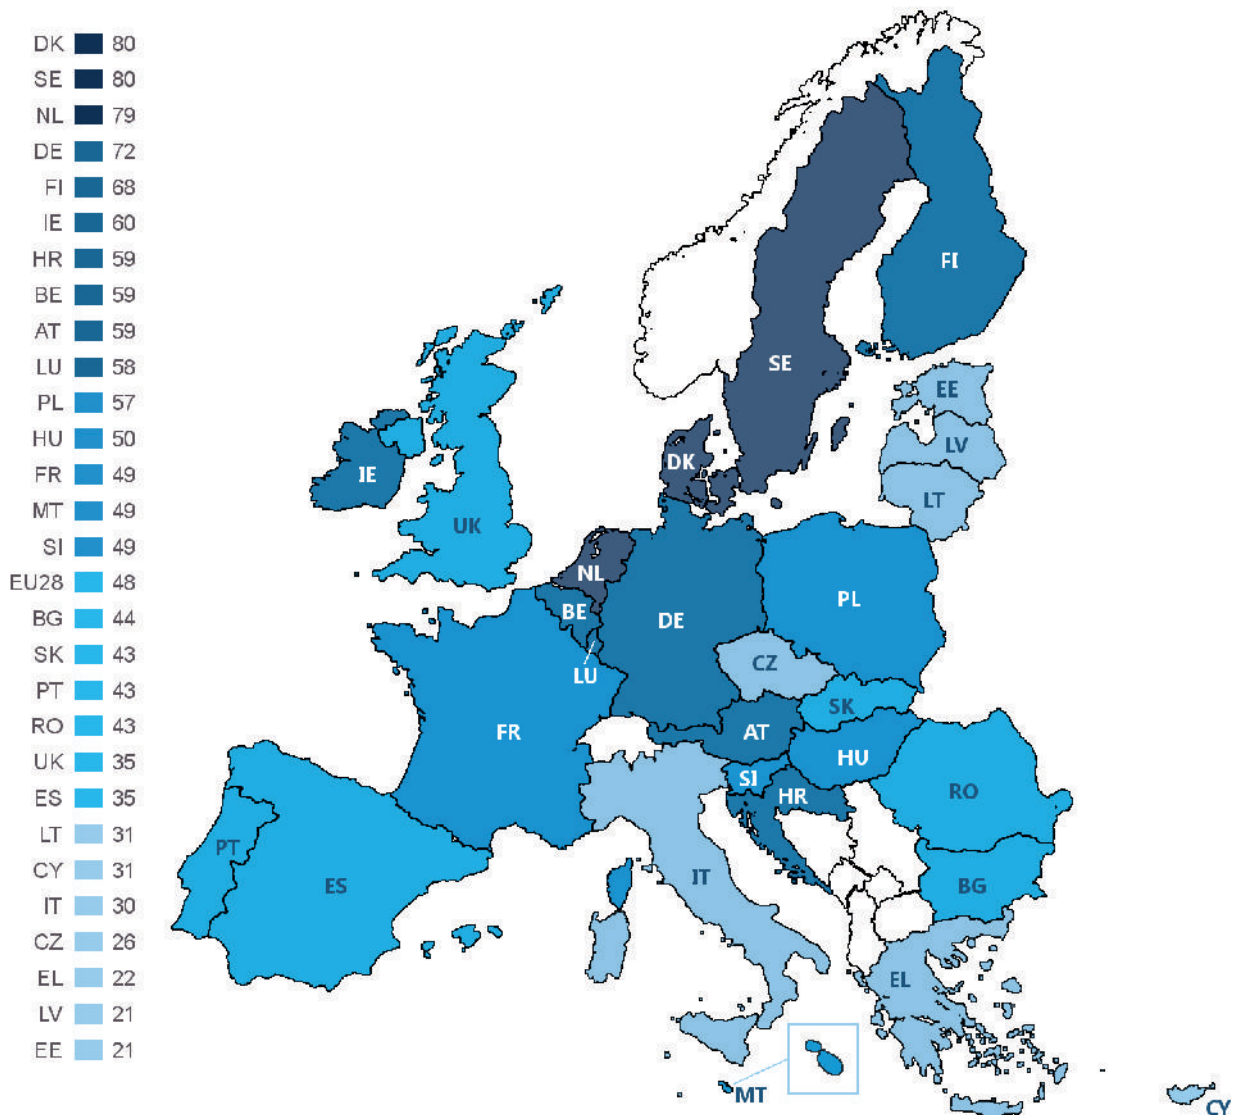 DK 80
SE 80
NL 79
DE 72
FI 68
IE 60
HR 59
BE 59
AT 59
LU 58
PL 57
HU 50
FR 49
MT 49
SI 49
EU28 48
BG 44
SK 43
PT 43
RO 43
UK 35
ES 35
LT 31
CY 31
IT 30
CZ 26
EL 22
LV 21
EE 21
FI
SE
EE
LV
LT
DK
IE
UK
NL
BE
DE
PL
LU
CZ
SK
FR
AT
HU
SI
HR
RO
PT
ES
IT
BG
EL
MT
CY